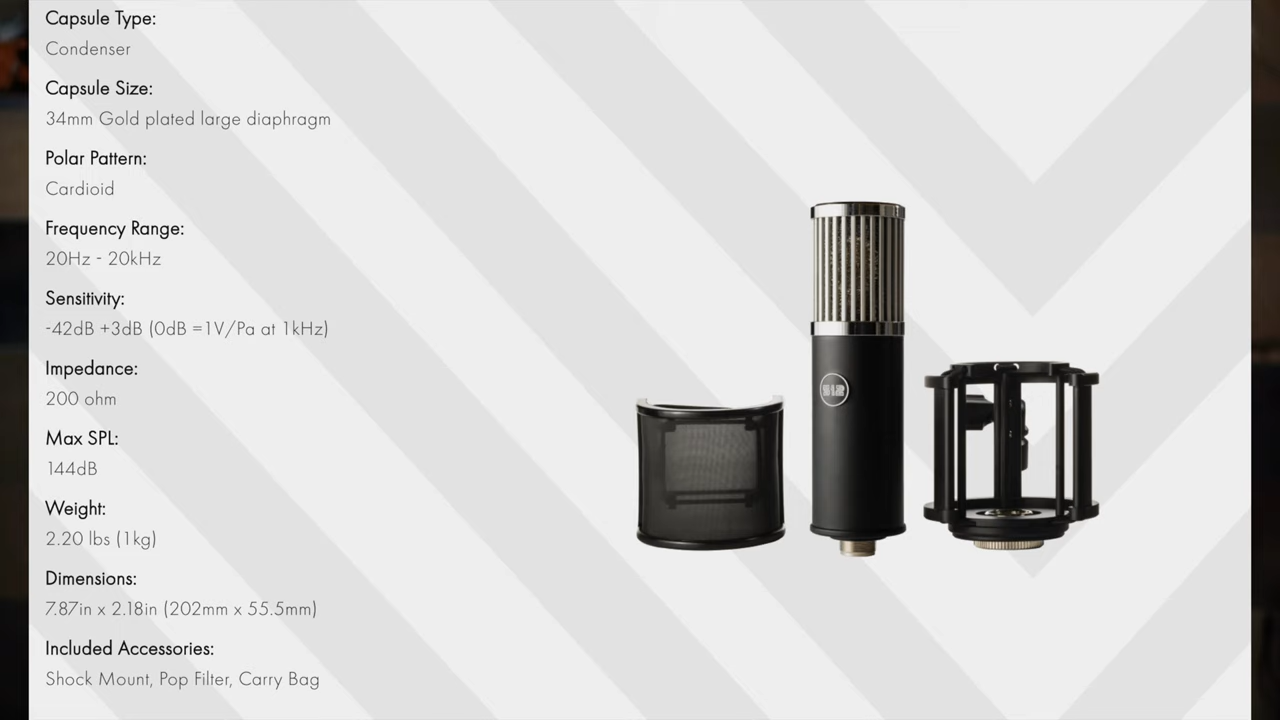 Capsule Type:
Condenser
Capsule Size:
34mm Gold plated large diaphragm
Polar Pattern:
Cardioid
Frequency Range:
20Hz - 20kHz
Sensitivity:
-42dB +3dB (0dB =1V/Pa at 1kHz)
Impedance:
200 ohm
Max SPL:
144dB
Weight:
2.20 lbs (1kg)
Dimensions:
7.87in x 2.18in (202mm x 55.5mm)
Included Accessories:
Shock Mount, Pop Filter, Carry Bag
512